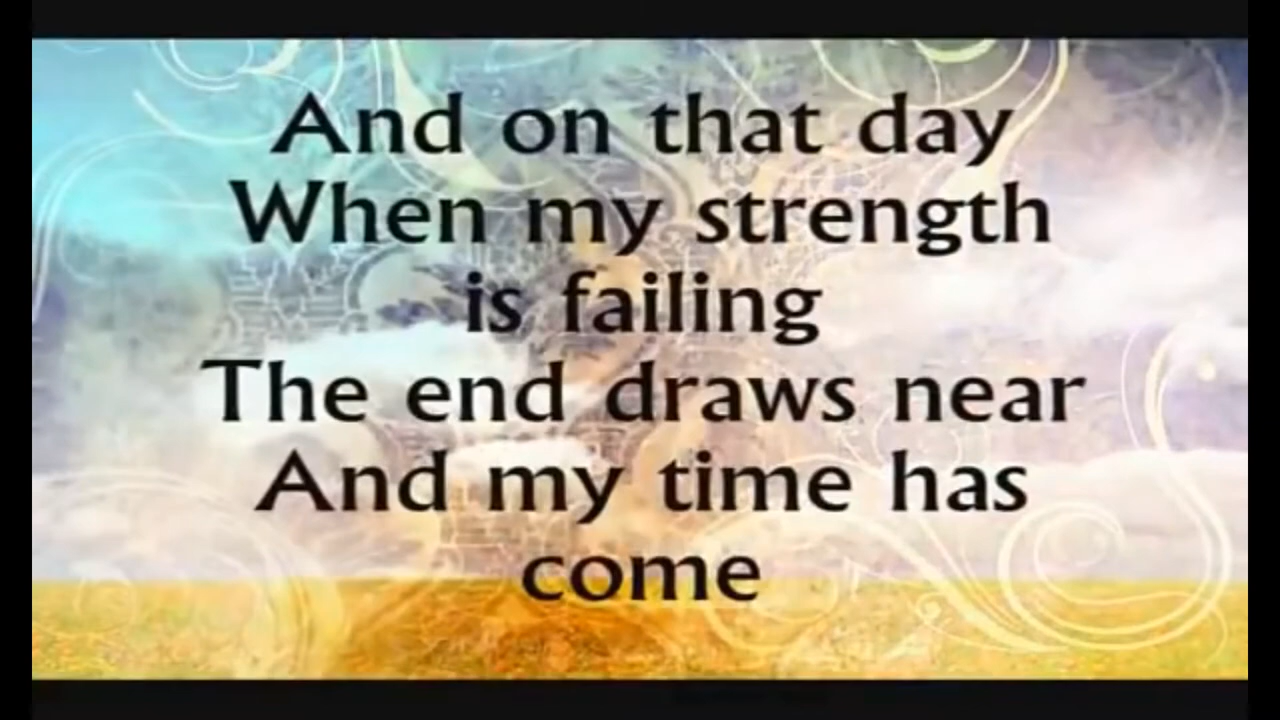 And on that day
When my strength
is failing
The end draws near
And my time has
come